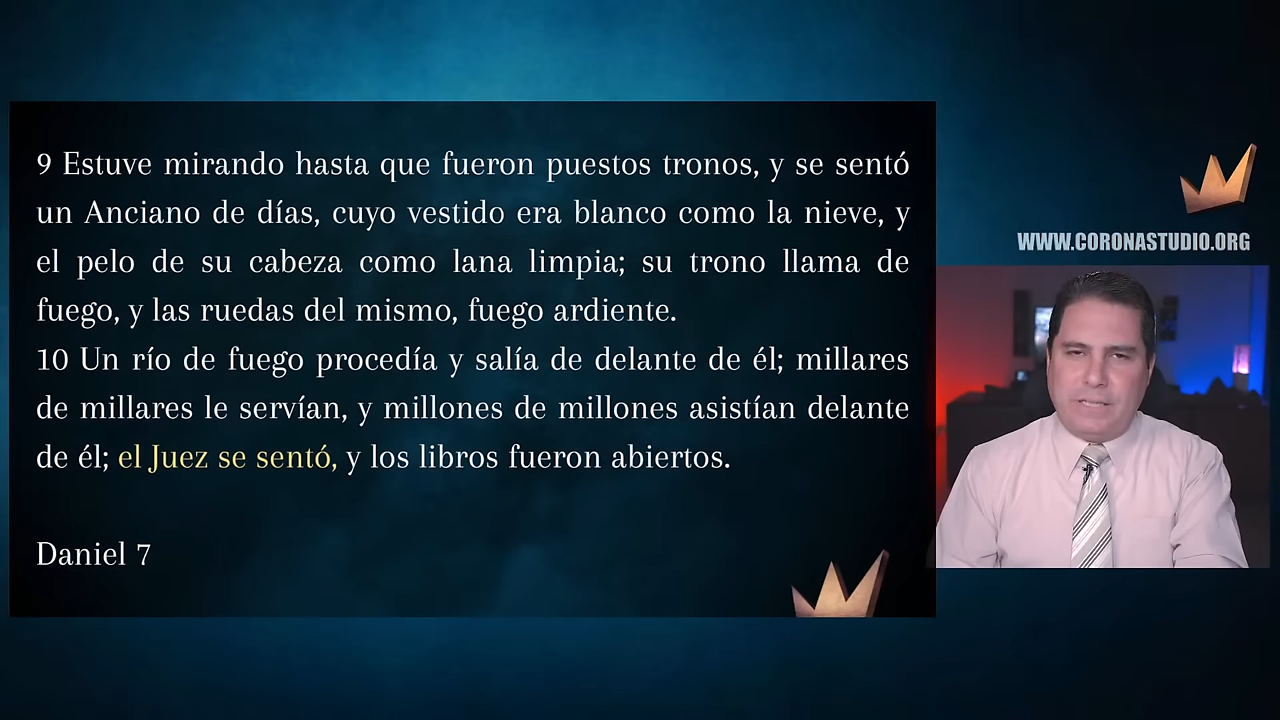 9 Estuve mirando hasta que fueron puestos tronos, y se sentó
un Anciano de días, cuyo vestido era blanco como la nieve, y
el pelo de su cabeza como lana limpia; su trono llama de
fuego, y las ruedas del mismo, fuego ardiente.
10 Un río de fuego procedía y salía de delante de él; millares
de millares le servían, y millones de millones asistían delante
de él; el Juez se sentó, y los libros fueron abiertos.
Daniel 7
WWW.CORONASTUDIO.ORG